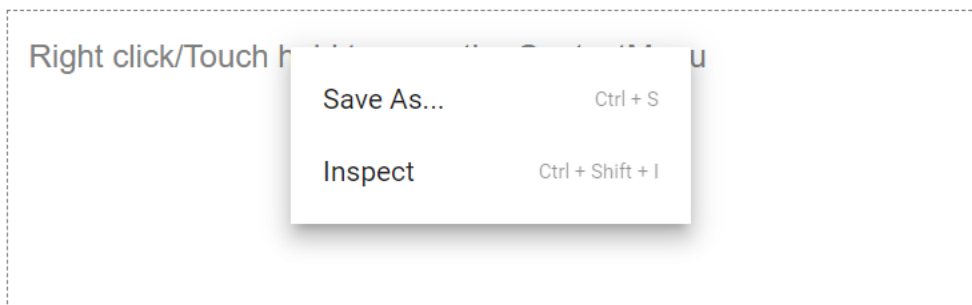 Right click/Touch u
Save As... Ctrl + S
Inspect Ctrl + Shift + I